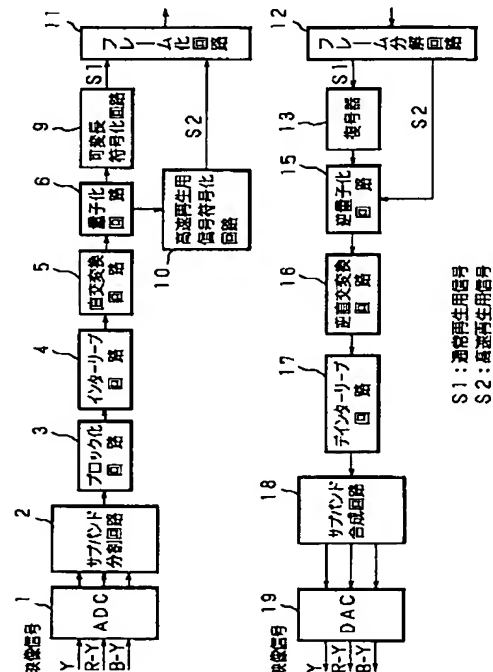 映像信号
Y
R-Y
B-Y
1
ADC
2
サブバンド
分割回路
3
ブロック化
回路
4
インターリーブ
回路
5
直交変換
回路
6
量子化
回路
9
可変長
符号化回路
S1
10
高速再生用
信号符号化
回路
S2
11
フレーム化回路
12
フレーム分解回路
S1
S2
13
復号器
15
逆量子化
回路
16
逆直交変換
回路
17
デインターリーブ
回路
18
サブバンド
合成回路
19
DAC
映像信号
Y
R-Y
B-Y
S1:通常再生用信号
S2:高速再生用信号